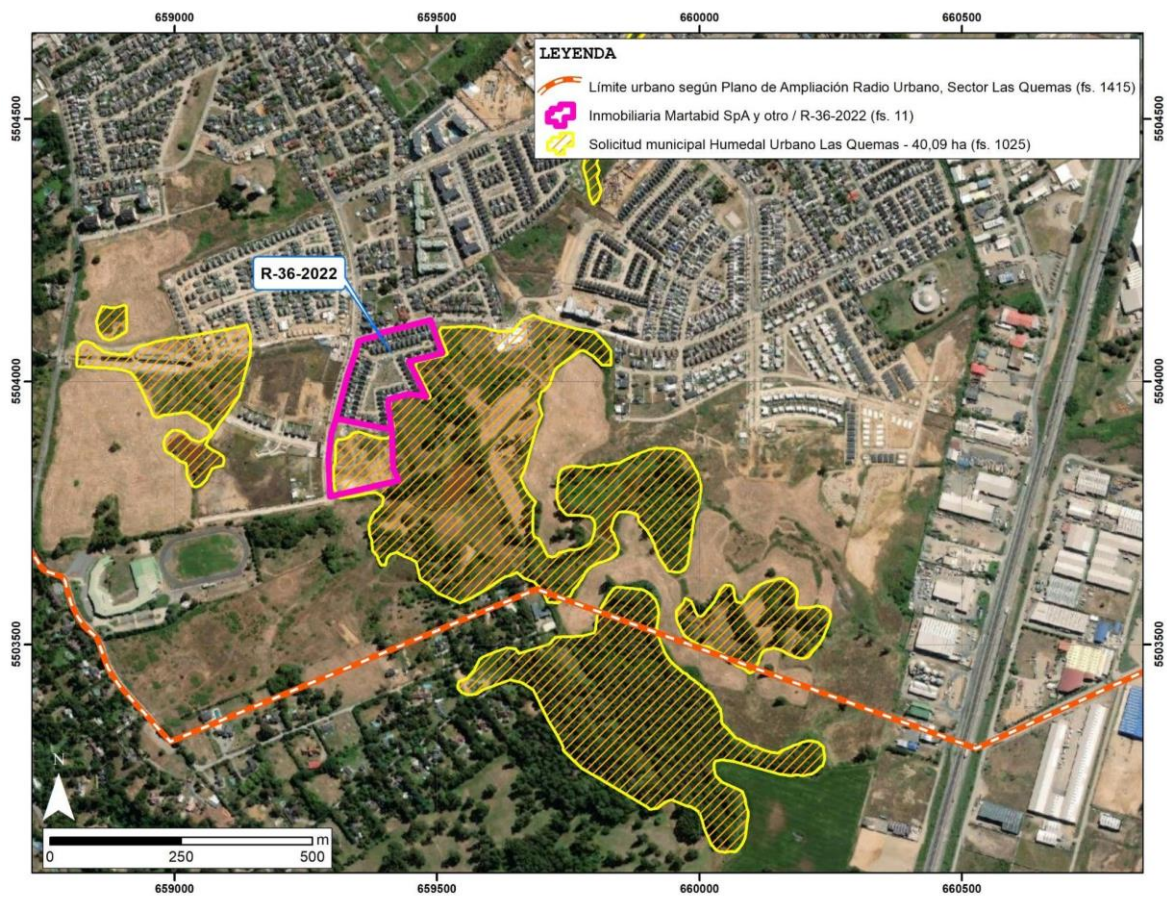 659000 659500 660000 660500
LEYENDA
Límite urbano según Plano de Ampliación Radio Urbano, Sector Las Quemas (fs. 1415)
Inmobiliaria Martabid SpA y otro / R-36-2022 (fs. 11)
Solicitud municipal Humedal Urbano Las Quemas - 40,09 ha (fs. 1025)
5504500 5504500
R-36-2022
5504000 5504000
5503500 5503500
N
m
0 250 500
659000 659500 660000 660500